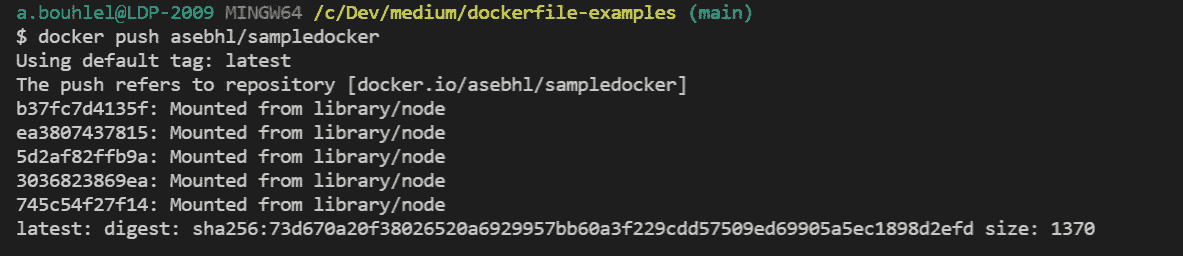 a.bouhlel@LDP-2009 MINGW64 /c/Dev/medium/dockerfile-examples (main)
$ docker push asebhl/sampledocker
Using default tag: latest
The push refers to repository [docker.io/asebhl/sampledocker]
b37fc7d4135f: Mounted from library/node
ea3807437815: Mounted from library/node
5d2af82ffb9a: Mounted from library/node
3036823869ea: Mounted from library/node
745c54f27f14: Mounted from library/node
latest: digest: sha256:73d670a20f38026520a6929957bb60a3f229cdd57509ed69905a5ec1898d2efd size: 1370